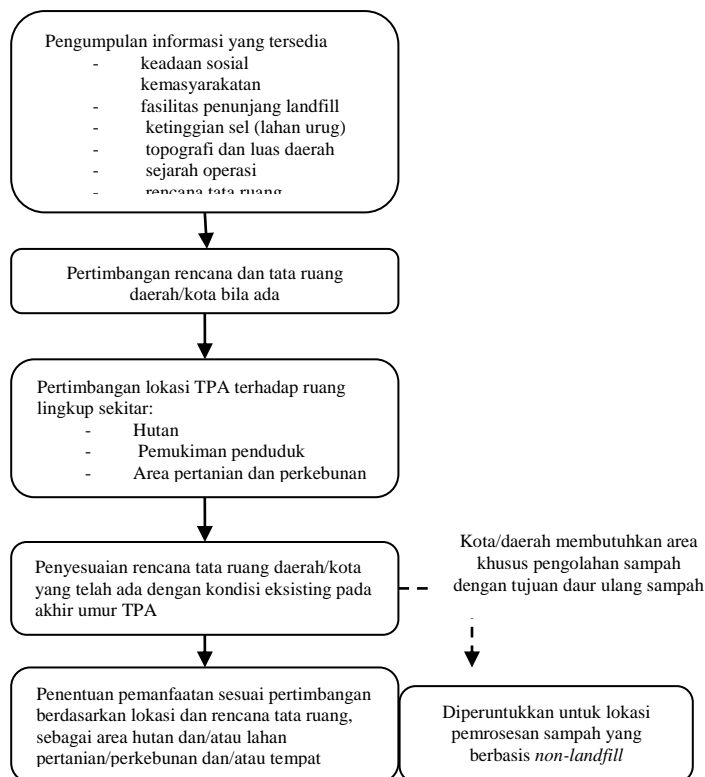 Pengumpulan informasi yang tersedia
- keadaan sosial
kemasyarakatan
- fasilitas penunjang landfill
- ketinggian sel (lahan urug)
- topografi dan luas daerah
- sejarah operasi
- rencana tata ruang
Pertimbangan rencana dan tata ruang
daerah/kota bila ada
Pertimbangan lokasi TPA terhadap ruang
lingkup sekitar:
- Hutan
- Pemukiman penduduk
- Area pertanian dan perkebunan
Penyesuaian rencana tata ruang daerah/kota
yang telah ada dengan kondisi eksisting pada
akhir umur TPA
Kota/daerah membutuhkan area
khusus pengolahan sampah
dengan tujuan daur ulang sampah
Penentuan pemanfaatan sesuai pertimbangan
berdasarkan lokasi dan rencana tata ruang,
sebagai area hutan dan/atau lahan
pertanian/perkebunan dan/atau tempat
Diperuntukkan untuk lokasi
pemrosesan sampah yang
berbasis non-landfill